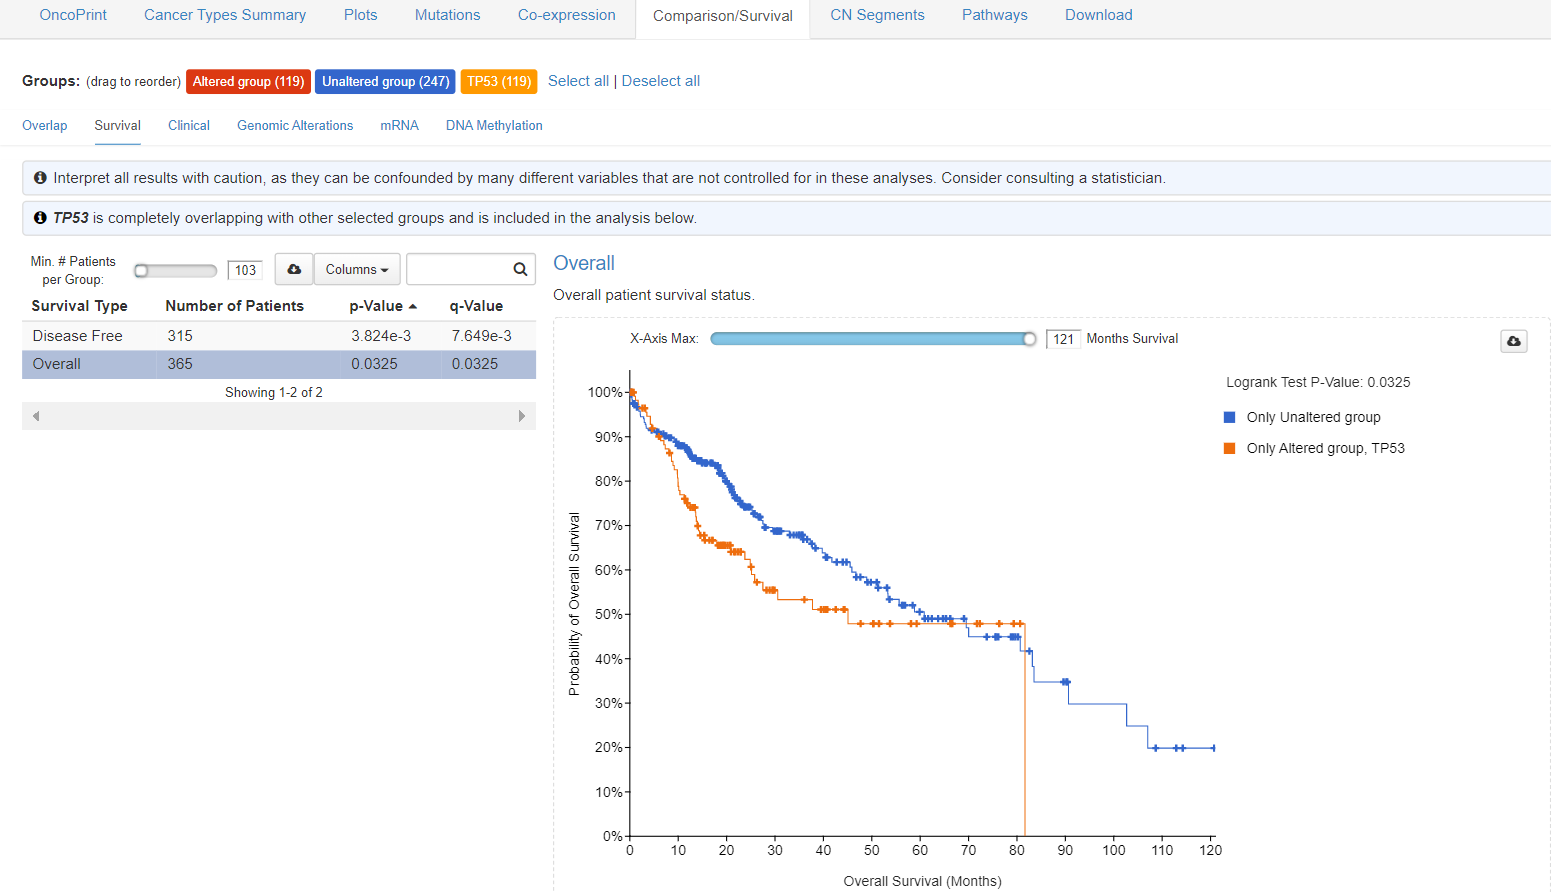 OncoPrint Cancer Types Summary Plots Mutations Co-expression Comparison/Survival CN Segments Pathways Download
Groups: (drag to reorder) Altered group (119) Unaltered group (247) TP53 (119) Select all | Deselect all
Overlap Survival Clinical Genomic Alterations mRNA DNA Methylation
Interpret all results with caution, as they can be confounded by many different variables that are not controlled for in these analyses. Consider consulting a statistician.
TP53 is completely overlapping with other selected groups and is included in the analysis below.
Min. # Patients
per Group:
103
Columns
Survival Type Number of Patients p-Value q-Value
Disease Free 315 3.824e-3 7.649e-3
Overall 365 0.0325 0.0325
Showing 1-2 of 2
Overall
Overall patient survival status.
X-Axis Max: 121 Months Survival
Logrank Test P-Value: 0.0325
Only Unaltered group
Only Altered group, TP53
Probability of Overall Survival
100%
90%
80%
70%
60%
50%
40%
30%
20%
10%
0%
0 10 20 30 40 50 60 70 80 90 100 110 120
Overall Survival (Months)